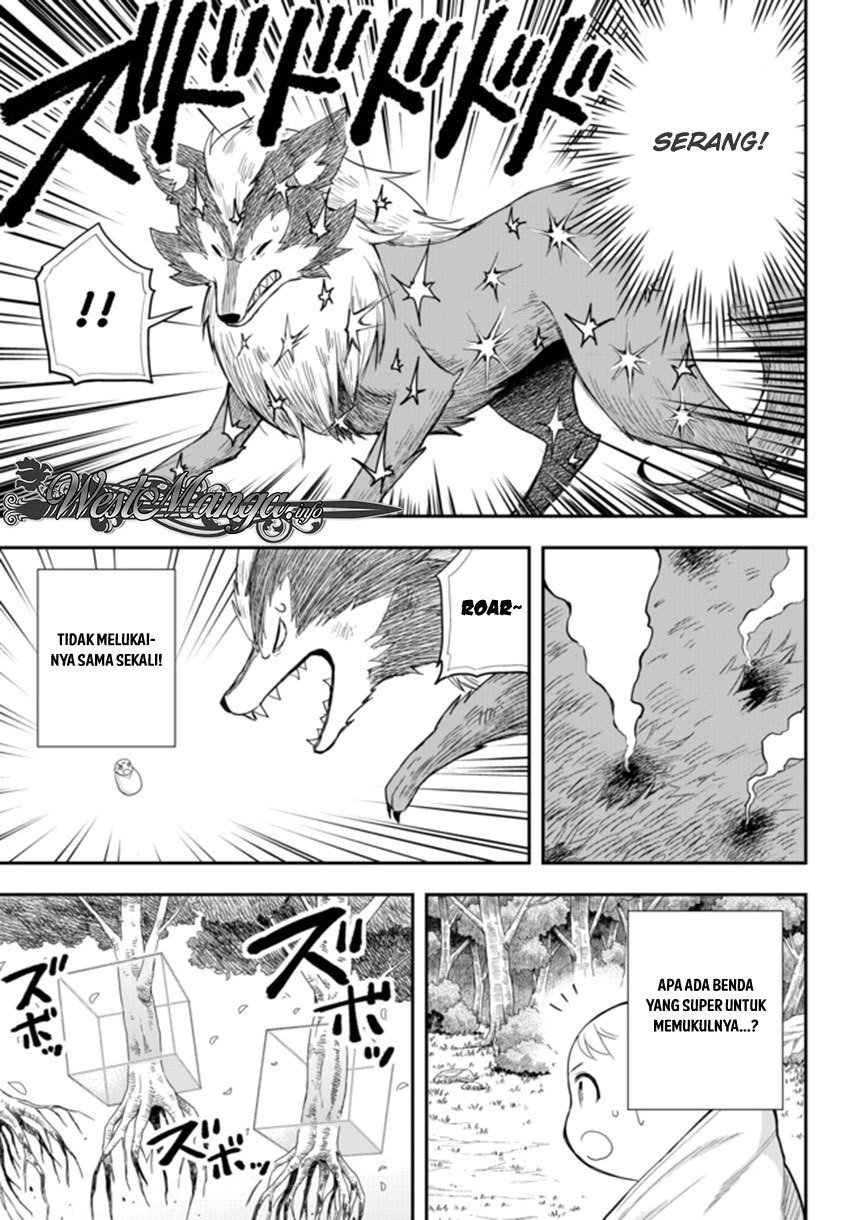 ズドドドドド
SERANG!
!!
WestManga.info
ROAR~
TIDAK MELUKAI-
NYA SAMA SEKALI!
APA ADA BENDA
YANG SUPER UNTUK
MEMUKULNYA...?
ズボッ
ズボッ
ズボッ